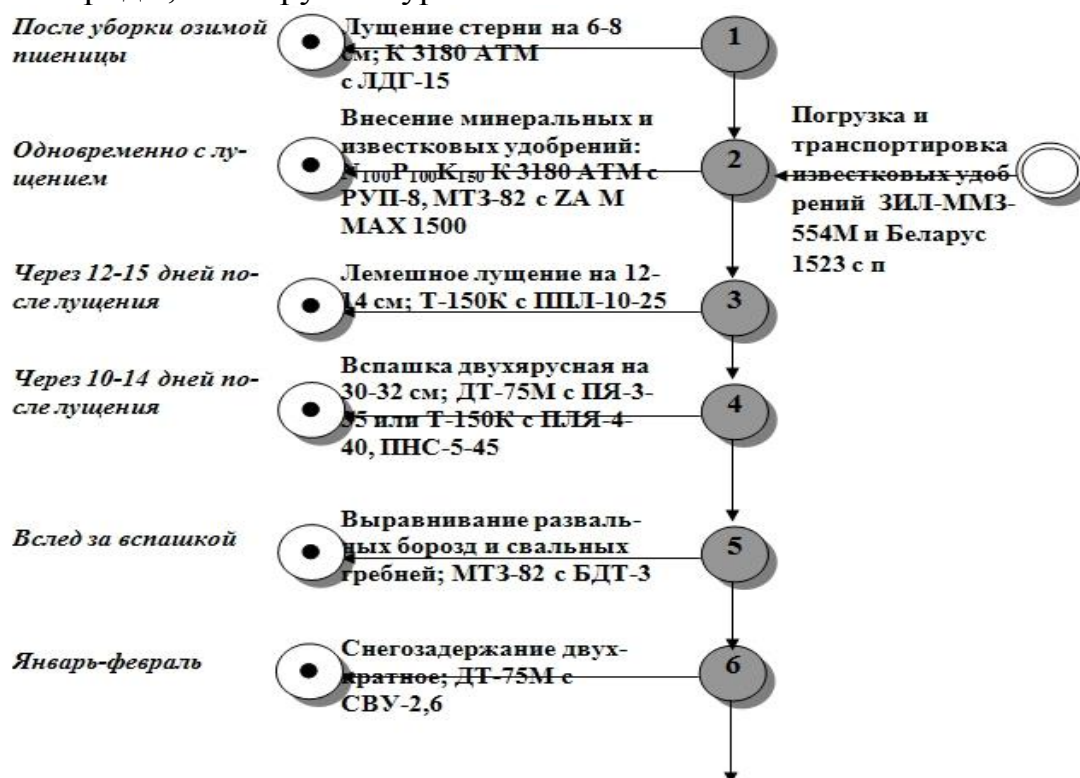 После уборки озимой
пшеницы
Лущение стерни на 6-8
см; К 3180 АТМ
с ЛДГ-15
1
Одновременно с лу-
щением
Внесение минеральных и
известковых удобрений:
N100P100K150 К 3180 АТМ с
РУП-8, МТЗ-82 с ZA M
MAX 1500
2
Погрузка и
транспортировка
известковых удоб
рений ЗИЛ-ММЗ-
554М и Беларус
1523 с п
Через 12-15 дней по-
сле лущения
Лемешное лущение на 12-
14 см; Т-150К с ППЛ-10-25
3
Через 10-14 дней по-
сле лущения
Вспашка двухярусная на
30-32 см; ДТ-75М с ПЯ-3-
35 или Т-150К с ПЛЯ-4-
40, ПНС-5-45
4
Вслед за вспашкой
Выравнивание разваль-
ных борозд и свальных
гребней; МТЗ-82 с БДТ-3
5
Январь-февраль
Снегозадержание двух-
кратное; ДТ-75М с
СВУ-2,6
6